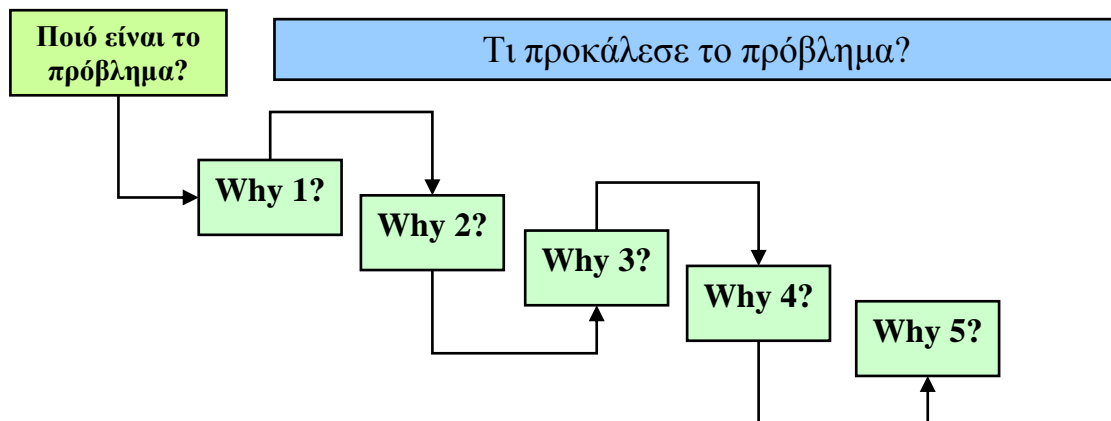 Ποιό είναι το
πρόβλημα?
Τι προκάλεσε το πρόβλημα?
Why 1?
Why 2?
Why 3?
Why 4?
Why 5?